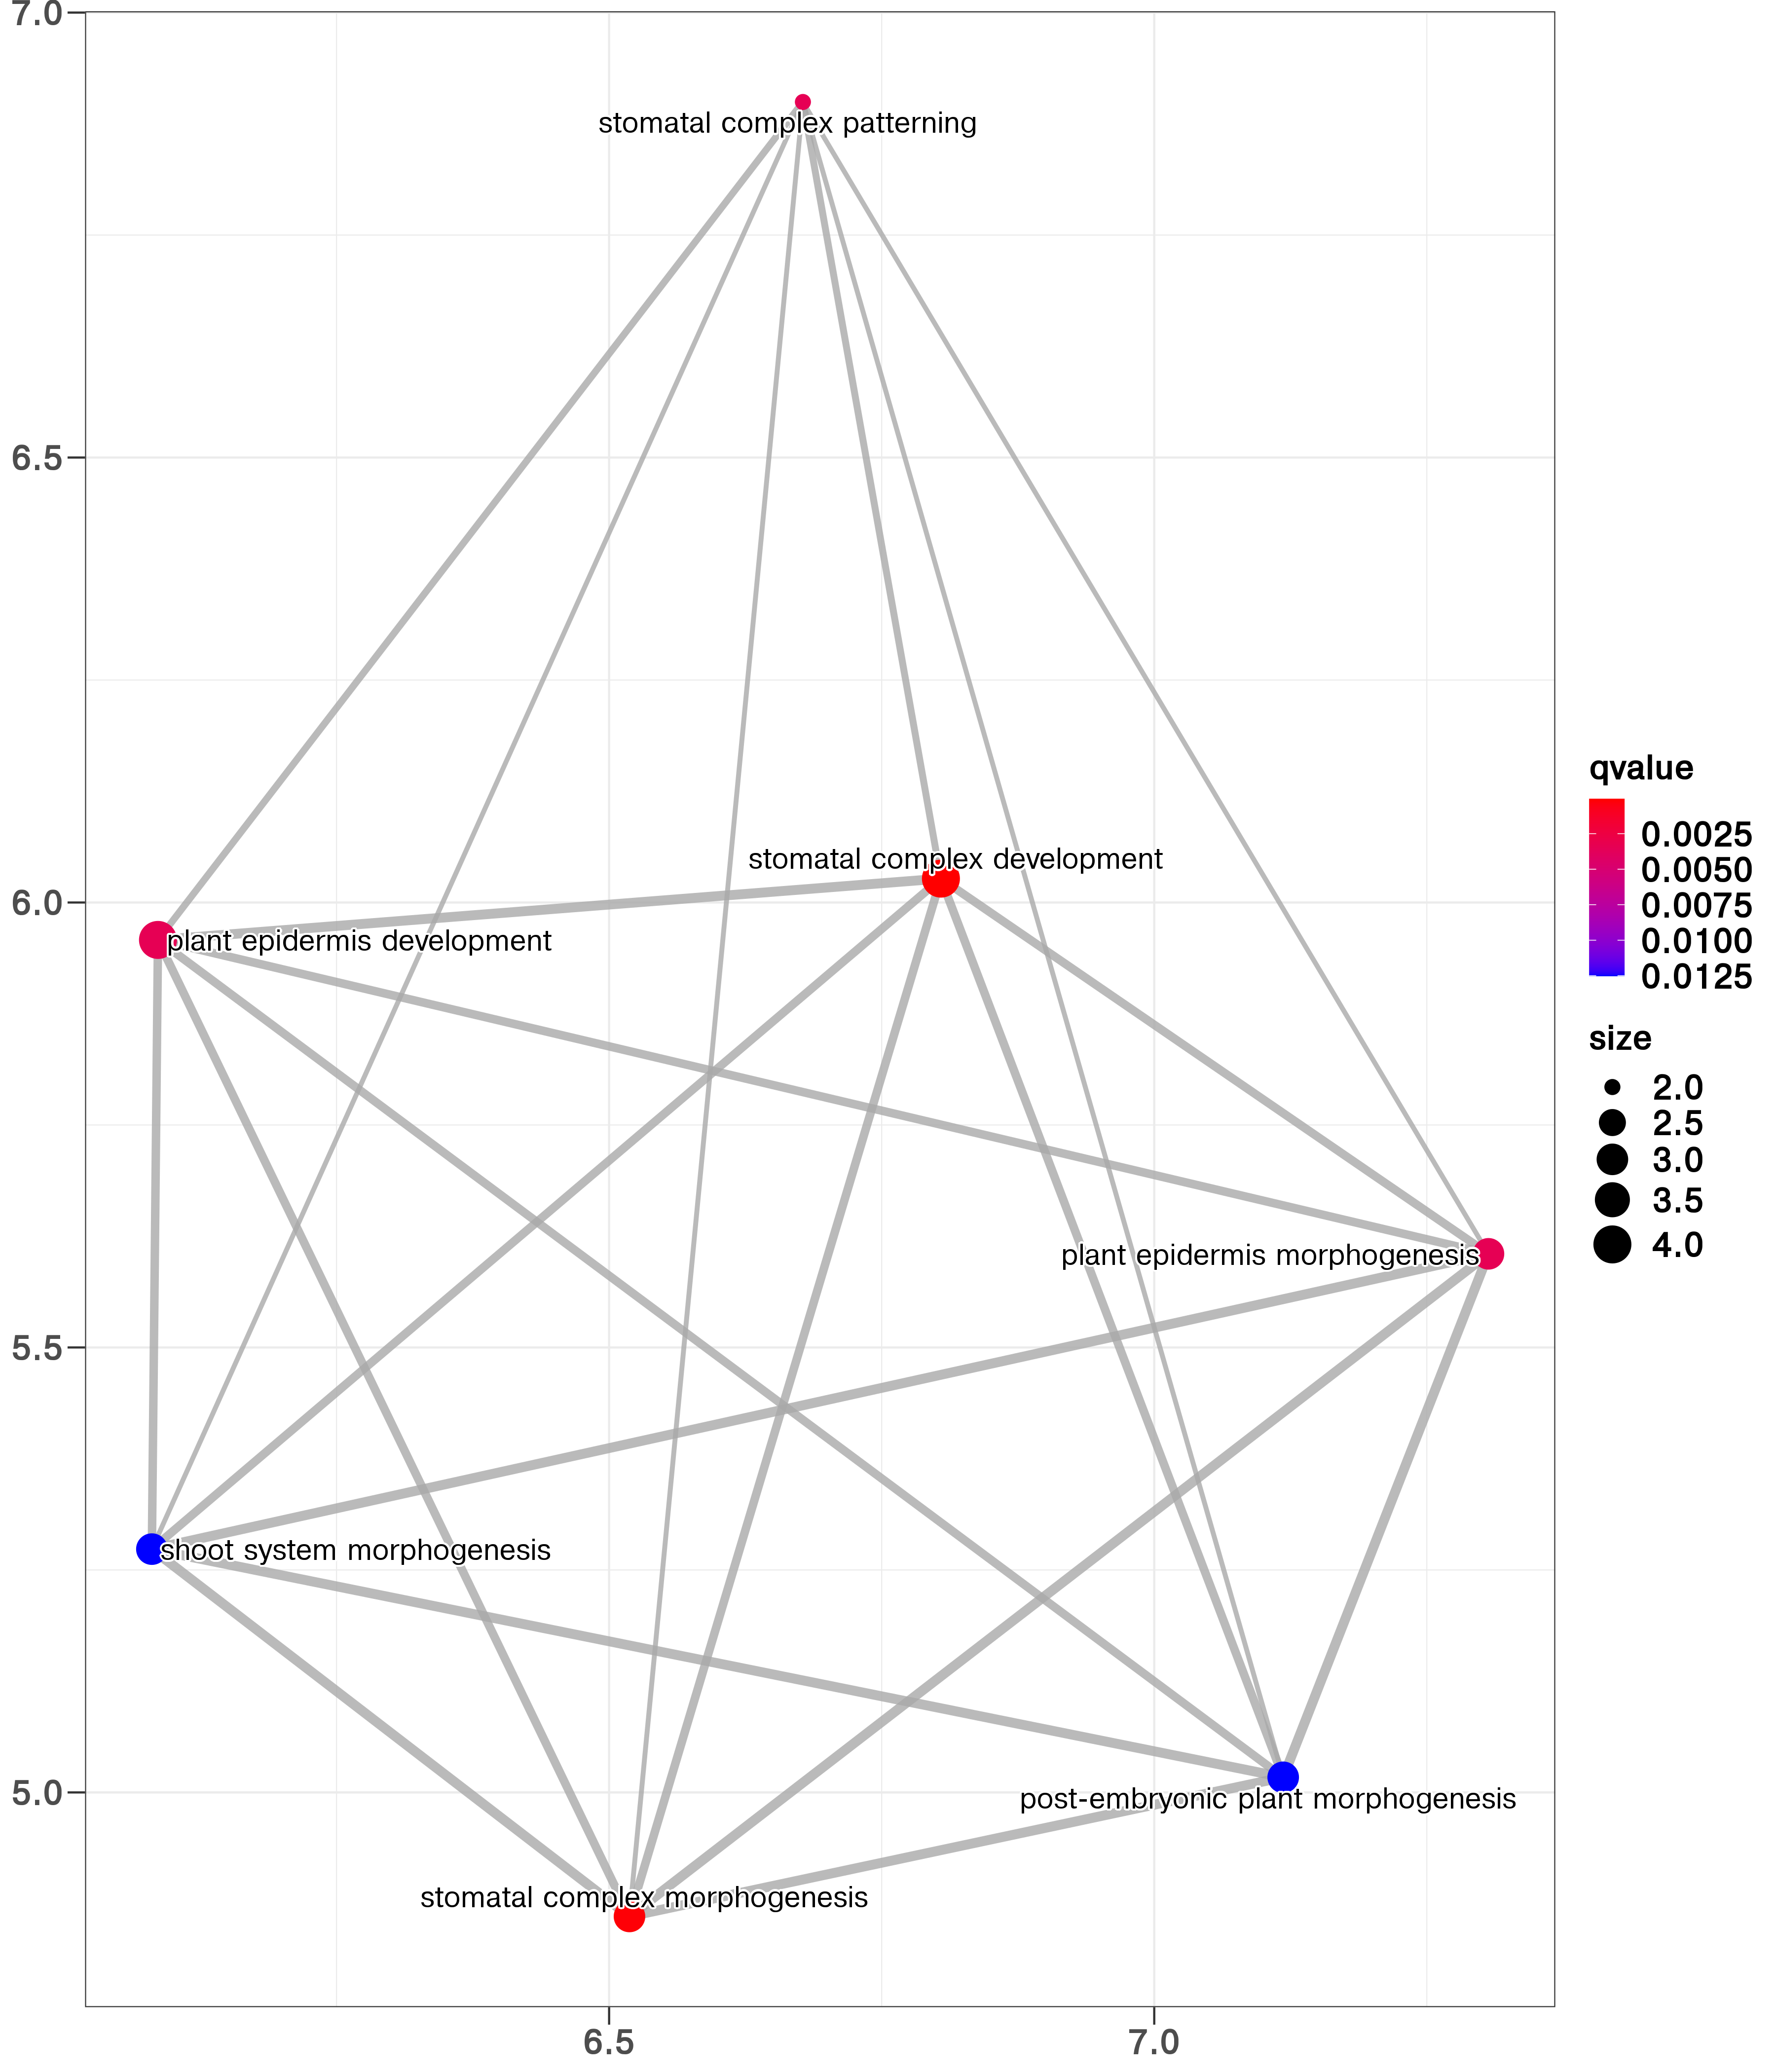 7.0
stomatal complex patterning
6.5
qvalue
0.0025
stomatal complex development
0.0050
6.0
0.0075
plant epidermis development
0.0100
0.0125
size
2.0
2.5
3.0
3.5
4.0
plant epidermis morphogenesis
5.5
shoot system morphogenesis
5.0
post-embryonic plant morphogenesis
stomatal complex morphogenesis
6.5 7.0